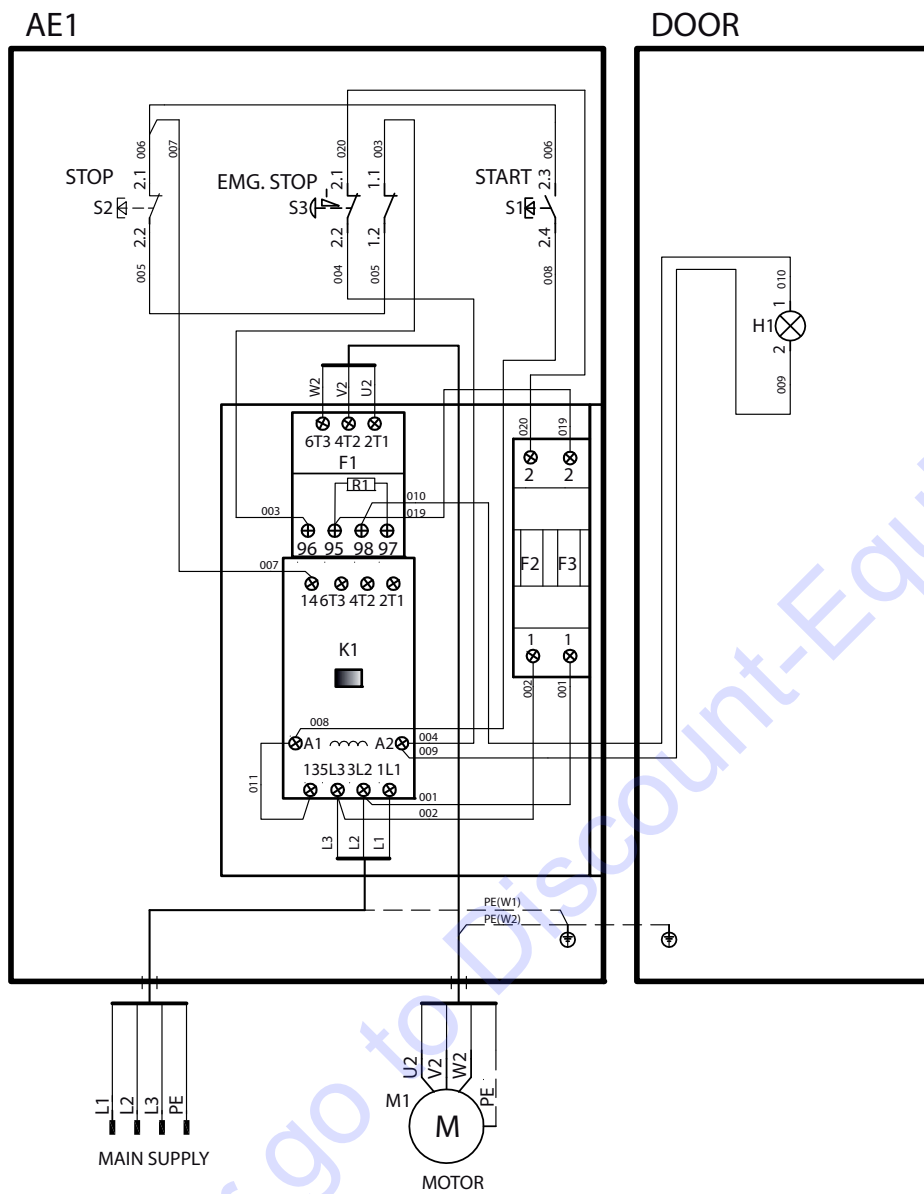 AE1
DOOR
006
007
020
003
006
STOP
2.1
EMG. STOP
2.1
1.1
START
2.3
S2
S3
S1
2.2
2.2
1.2
2.4
005
004
005
008
010
1
H1
2
009
W2
V2
U2
6T3 4T2 2T1
F1
R1
010
003
019
96 95 98 97
020
019
2 2
F2 F3
1 1
002
001
007
14 6T3 4T2 2T1
K1
008
A1
A2
004
009
011
13 5L3 3L2 1L1
001
002
L3
L2
L1
PE(W1)
PE(W2)
L1
L2
L3
PE
MAIN SUPPLY
U2
V2
W2
PE
M1
M
MOTOR
f go to Discount-Equi